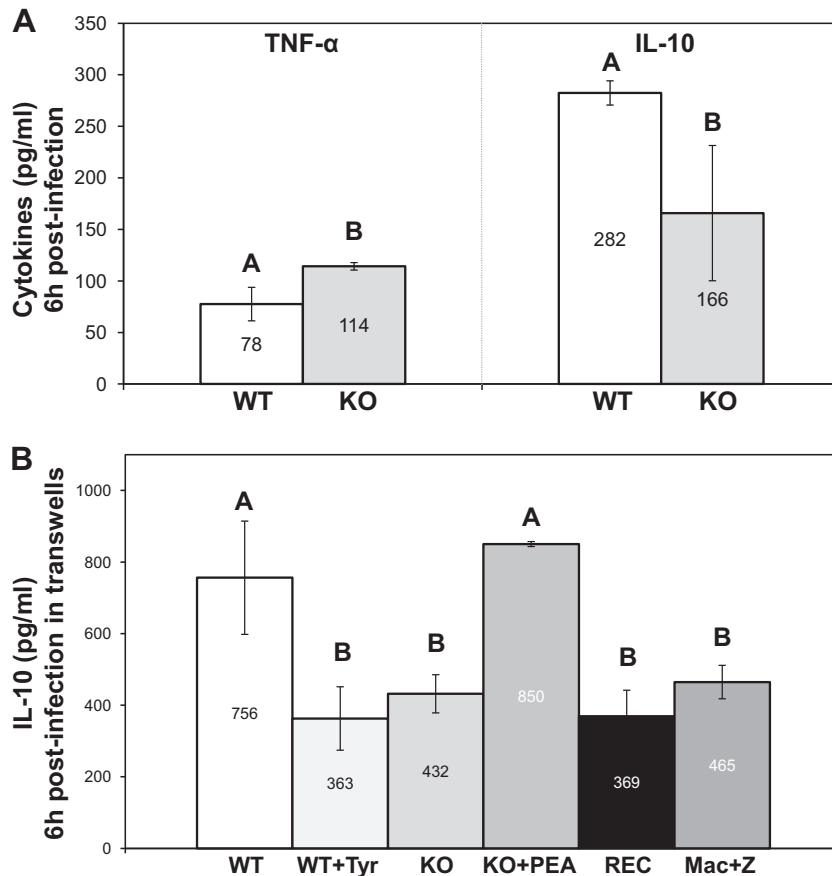 A
TNF-α IL-10
Cytokines (pg/ml)
6h post-infection
350
300
250
200
150
100
50
0
A
B
A
B
78
114
282
166
WT KO WT KO
B
IL-10 (pg/ml)
6h post-infection in transwells
1000
800
600
400
200
0
A
B
B
A
B
B
756
363
432
850
369
465
WT WT+Tyr KO KO+PEA REC Mac+Z